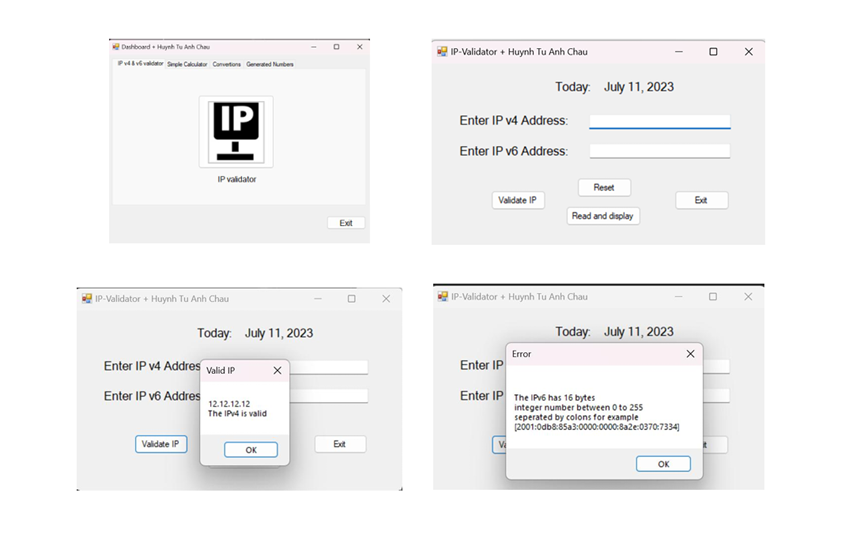 Dashboard + Huynh Tu Anh Chau
IP v4 & v6 validator Simple Calculator Convertions Generated Numbers
IP
IP validator
Exit
IP-Validator + Huynh Tu Anh Chau
Today: July 11, 2023
Enter IP v4 Address:
Enter IP v6 Address:
Reset
Validate IP
Exit
Read and display
IP-Validator + Huynh Tu Anh Chau
Today: July 11, 2023
Enter IP v4 Addres
Enter IP v6 Addres
Valid IP
12.12.12.12
The IPv4 is valid
OK
Validate IP
Exit
IP-Validator + Huynh Tu Anh Chau
Today: July 11, 2023
Enter IP
Enter IP
Error
The IPv6 has 16 bytes
integer number between 0 to 255
seperated by colons for example
[2001:0db8:85a3:0000:0000:8a2e:0370:7334]
OK